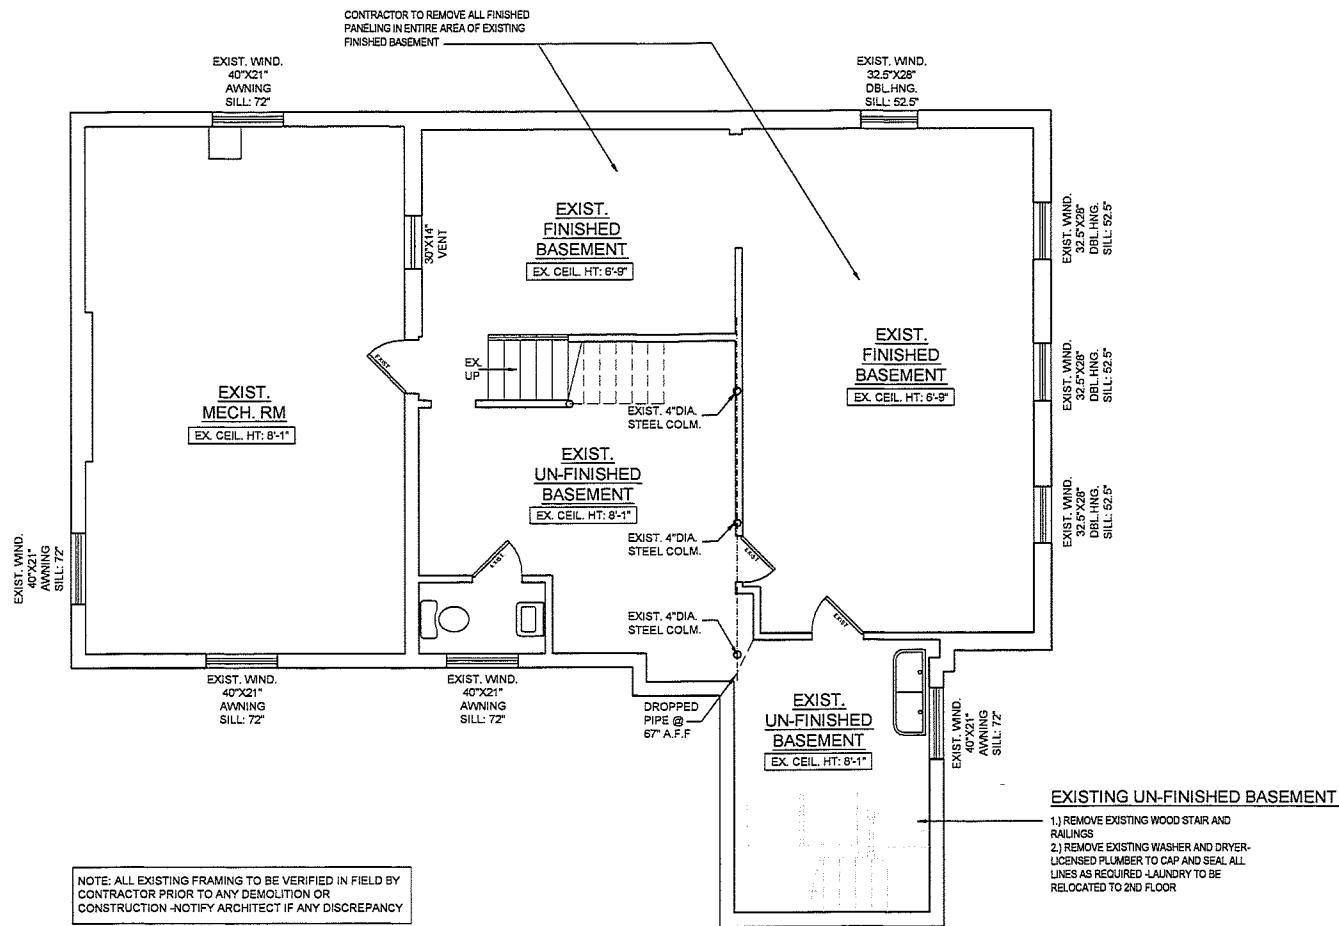 CONTRACTOR TO REMOVE ALL FINISHED
PANELING IN ENTIRE AREA OF EXISTING
FINISHED BASEMENT
EXIST. WIND.
40"X21"
AWNING
SILL: 72"
EXIST. WIND.
32.5"X28"
DBL.HNG.
SILL: 52.5"
30"X14"
VENT
EXIST.
FINISHED
BASEMENT
EX. CEIL. HT: 6'-9"
EXIST. WIND.
32.5"X28"
DBL.HNG.
SILL: 52.5"
EXIST.
FINISHED
BASEMENT
EX. CEIL. HT: 6'-9"
EXIST. WIND.
32.5"X28"
DBL.HNG.
SILL: 52.5"
EXIST
EX.
UP
EXIST.
MECH. RM
EX. CEIL. HT: 8'-1"
EXIST. 4"DIA.
STEEL COLM.
EXIST.
UN-FINISHED
BASEMENT
EX. CEIL. HT: 8'-1"
EXIST. WIND.
32.5"X28"
DBL.HNG.
SILL: 52.5"
EXIST. 4"DIA.
STEEL COLM.
EXIST
EXIST
EXIST. WIND.
40"X21"
AWNING
SILL: 72"
EXIST. 4"DIA.
STEEL COLM.
EXIST
EXIST. WIND.
40"X21"
AWNING
SILL: 72"
EXIST. WIND.
40"X21"
AWNING
SILL: 72"
DROPPED
PIPE @
67" A.F.F
EXIST.
UN-FINISHED
BASEMENT
EX. CEIL. HT: 8'-1"
EXIST. WIND.
40"X21"
AWNING
SILL: 72"
EXISTING UN-FINISHED BASEMENT
1.) REMOVE EXISTING WOOD STAIR AND
RAILINGS
2.) REMOVE EXISTING WASHER AND DRYER-
LICENSED PLUMBER TO CAP AND SEAL ALL
LINES AS REQUIRED -LAUNDRY TO BE
RELOCATED TO 2ND FLOOR
NOTE: ALL EXISTING FRAMING TO BE VERIFIED IN FIELD BY
CONTRACTOR PRIOR TO ANY DEMOLITION OR
CONSTRUCTION -NOTIFY ARCHITECT IF ANY DISCREPANCY